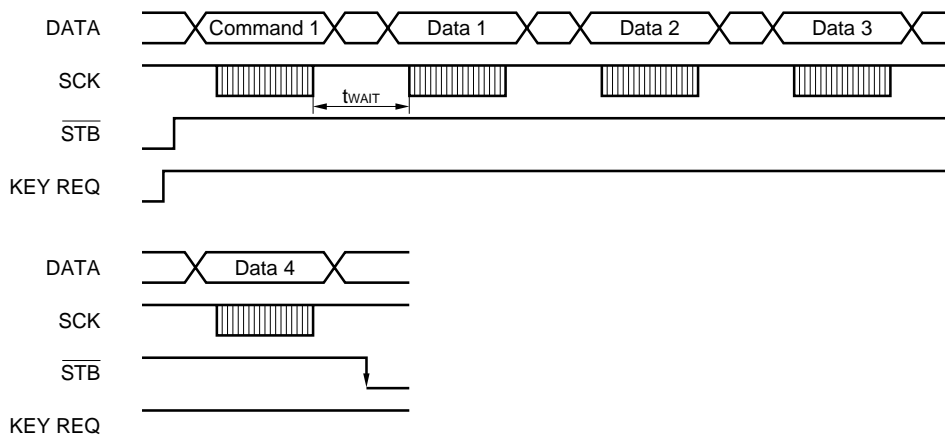 DATA Command 1 Data 1 Data 2 Data 3
SCK
tWAIT
STB
KEY REQ
DATA Data 4
SCK
STB
KEY REQ